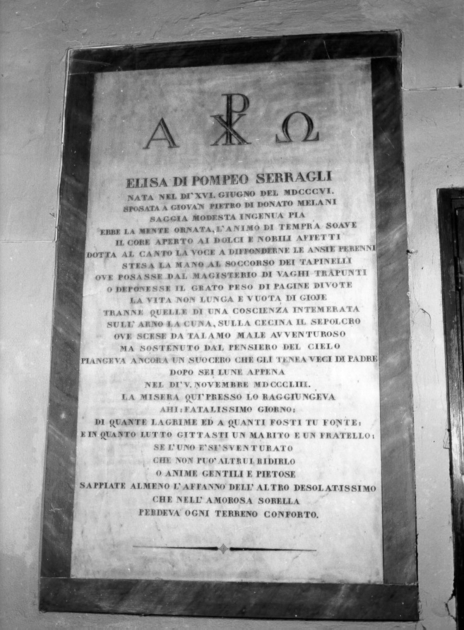 Α ☧ Ω
ELISA DI POMPEO SERRAGLI
NATA NEL DI' XVI. GIUGNO DEL MDCCCVI.
SPOSATA A GIOVAN PIETRO DI DONATO MELANI
SAGGIA MODESTA INGENUA PIA
EBBE LA MENTE ORNATA, L'ANIMO DI TEMPRA SOAVE
IL CORE APERTO AI DOLCI E NOBILI AFFETTI
DOTTA AL CANTO LA VOCE A DIFFONDERNE LE ANSIE PERENNI
STESA LA MANO AL SOCCORSO DEI TAPINELLI
OVE POSASSE DAL MAGISTERIO DI VAGHI TRAPUNTI
O DEPONESSE IL GRATO PESO DI PAGINE DIVOTE
LA VITA NON LUNGA E VUOTA DI GIOJE
TRANNE QUELLE DI UNA COSCIENZA INTEMERATA
SULL'ARNO LA CUNA, SULLA CECINA IL SEPOLCRO
OVE SCESE DA TALAMO MALE AVVENTUROSO
MA SOSTENUTO DAL PENSIERO DEL CIELO
PIANGEVA ANCORA UN SUOCERO CHE GLI TENEA VECI DI PADRE
DOPO SEI LUNE APPENA
NEL DI' V. NOVEMBRE MDCCCLIII.
LA MISERA QUI PRESSO LO RAGGIUNGEVA
AHI! FATALISSIMO GIORNO!
DI QUANTE LAGRIME ED A QUANTI FOSTI TU FONTE!
E IN QUANTO LUTTO GITTASTI UN MARITO E UN FRATELLO!
SE L'UNO E' SI' SVENTURATO
CHE NON PUO' ALTRUI RIDIRLO
O ANIME GENTILI E PIETOSE
SAPPIATE ALMENO L'AFFANNO DELL'ALTRO DESOLATISSIMO
CHE NELL'AMOROSA SORELLA
PERDEVA OGNI TERRENO CONFORTO.